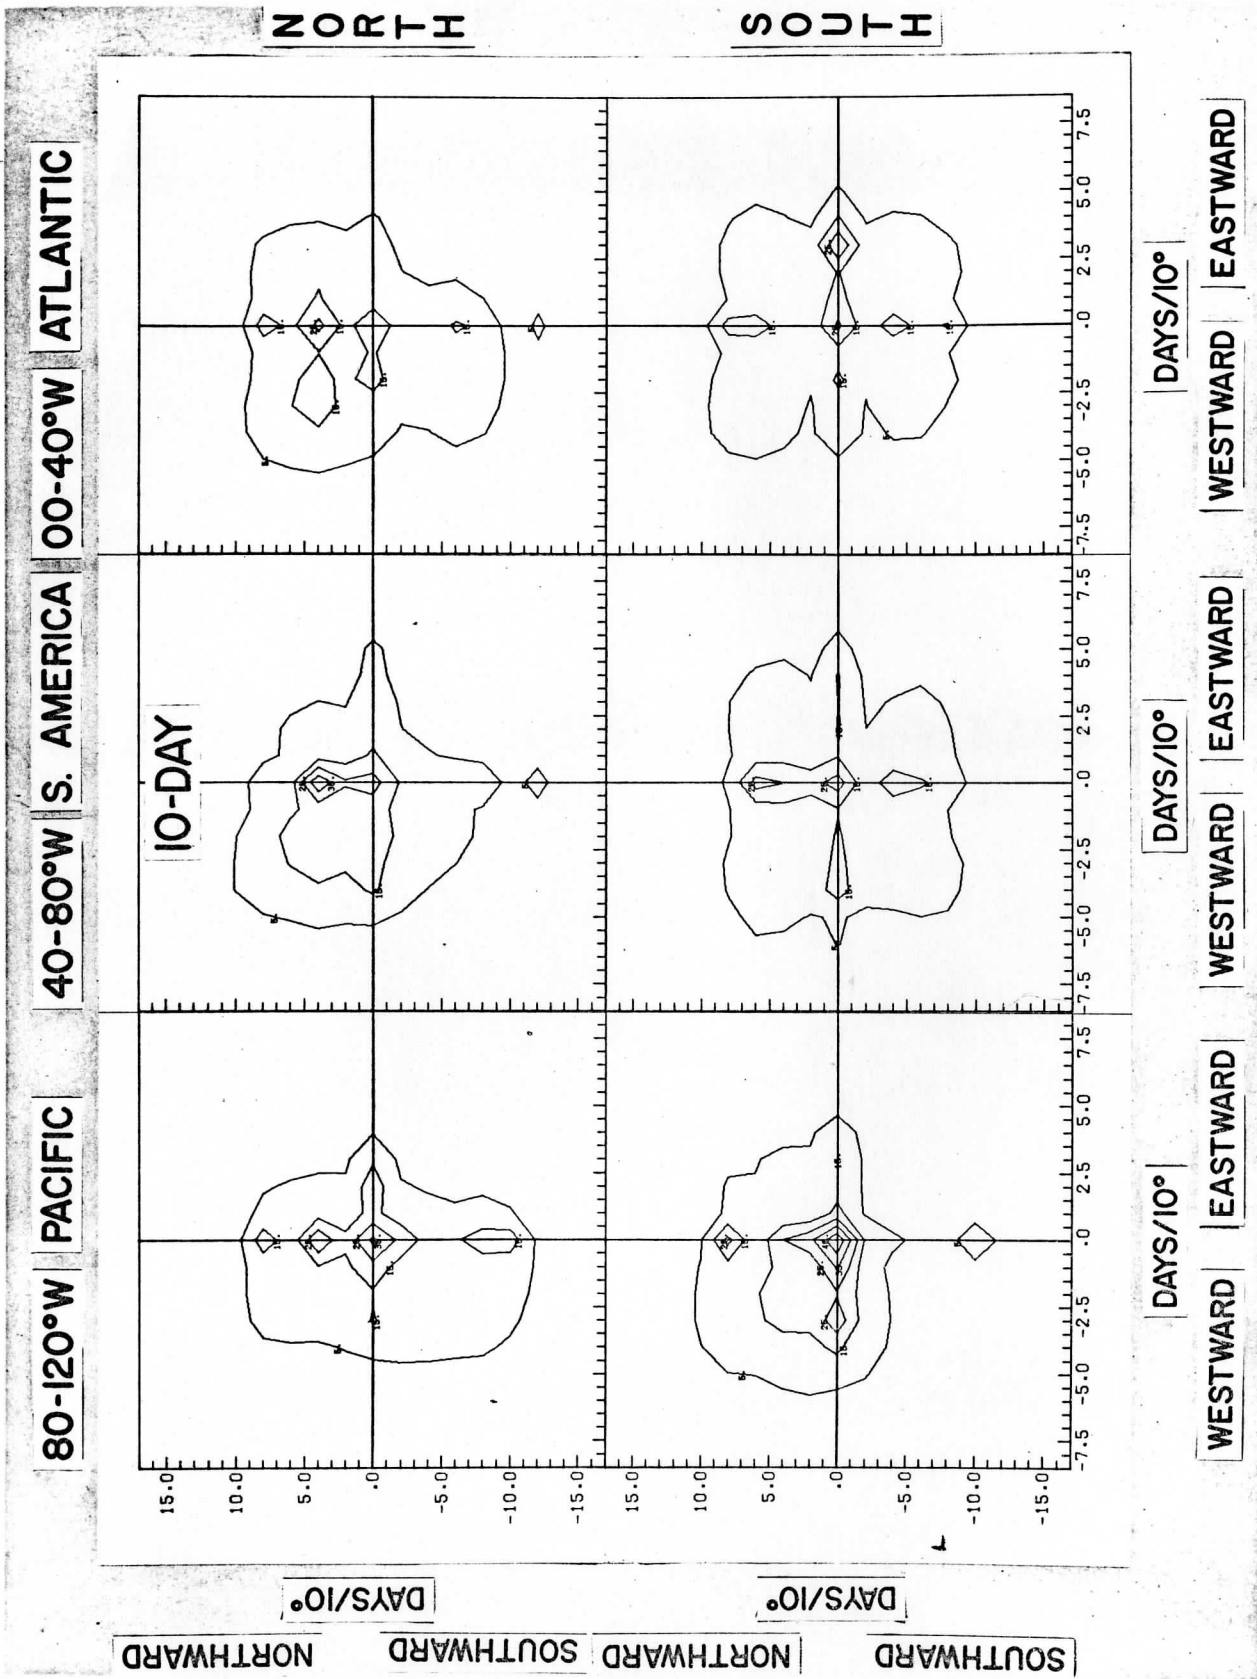 80-120°W PACIFIC 40-80°W S. AMERICA 00-40°W ATLANTIC
10-DAY
NORTH
SOUTH
15.0
10.0
5.0
.0
-5.0
-10.0
-15.0
15.0
10.0
5.0
.0
-5.0
-10.0
-15.0
-7.5 -5.0 -2.5 .0 2.5 5.0 7.5 -7.5 -5.0 -2.5 .0 2.5 5.0 7.5 -7.5 -5.0 -2.5 .0 2.5 5.0 7.5
DAYS/10° DAYS/10° DAYS/10°
WESTWARD EASTWARD WESTWARD EASTWARD WESTWARD EASTWARD
DAYS/10° DAYS/10°
NORTHWARD SOUTHWARD NORTHWARD SOUTHWARD